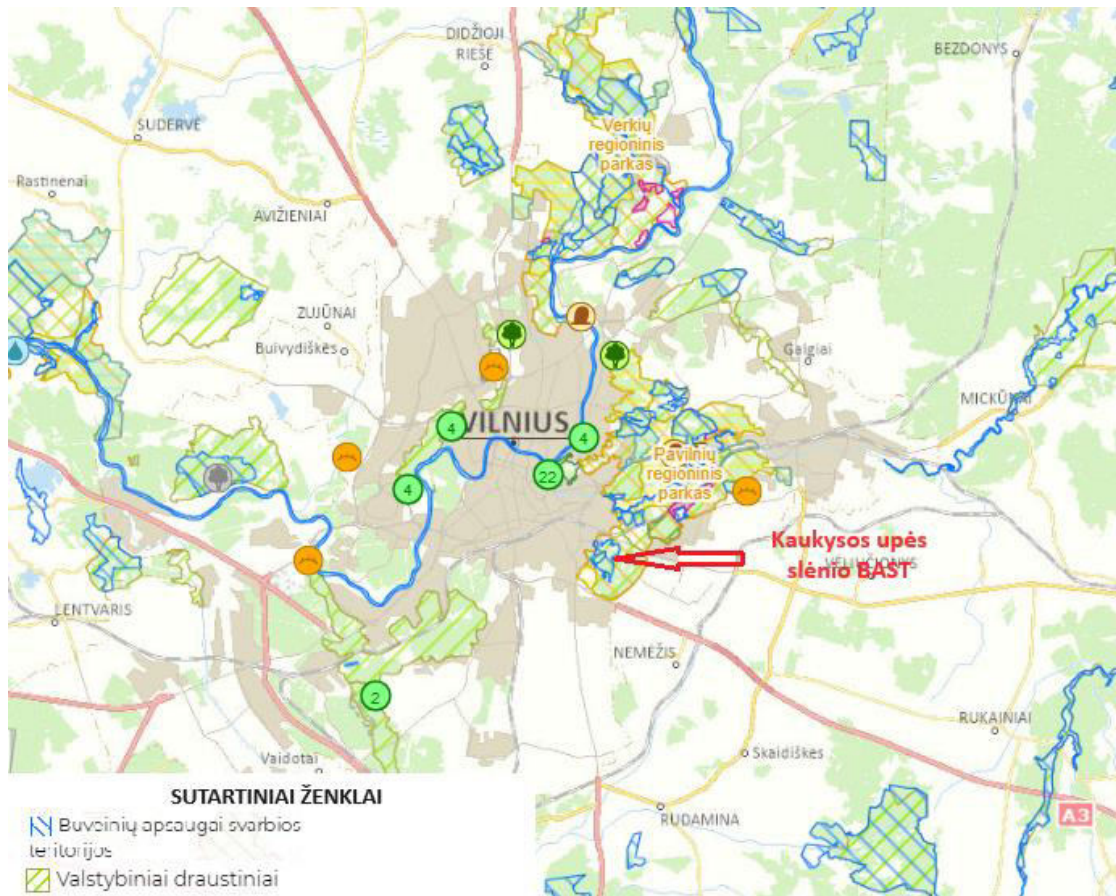 DIDŽIOJI
RIEŠĖ
BEZDONYS
SUDERVĖ
Verkių
regioninis
parkas
Rastinėnai
AVIŽIENIAI
ZUJŪNAI
Buivydiškės
Galgiai
MICKŪNAI
VILNIUS
4
4
4
22
Pavilnių
regioninis
parkas
Kaukysos upės
slėnio BAST
LENTVARIS
NEMĖŽIS
2
RUKAINIAI
Vaidotai
Skaidiškės
SUTARTINIAI ŽENKLAI
RUDAMINA
A3
Buveinių apsaugai svarbios
teritorijos
Valstybiniai draustiniai